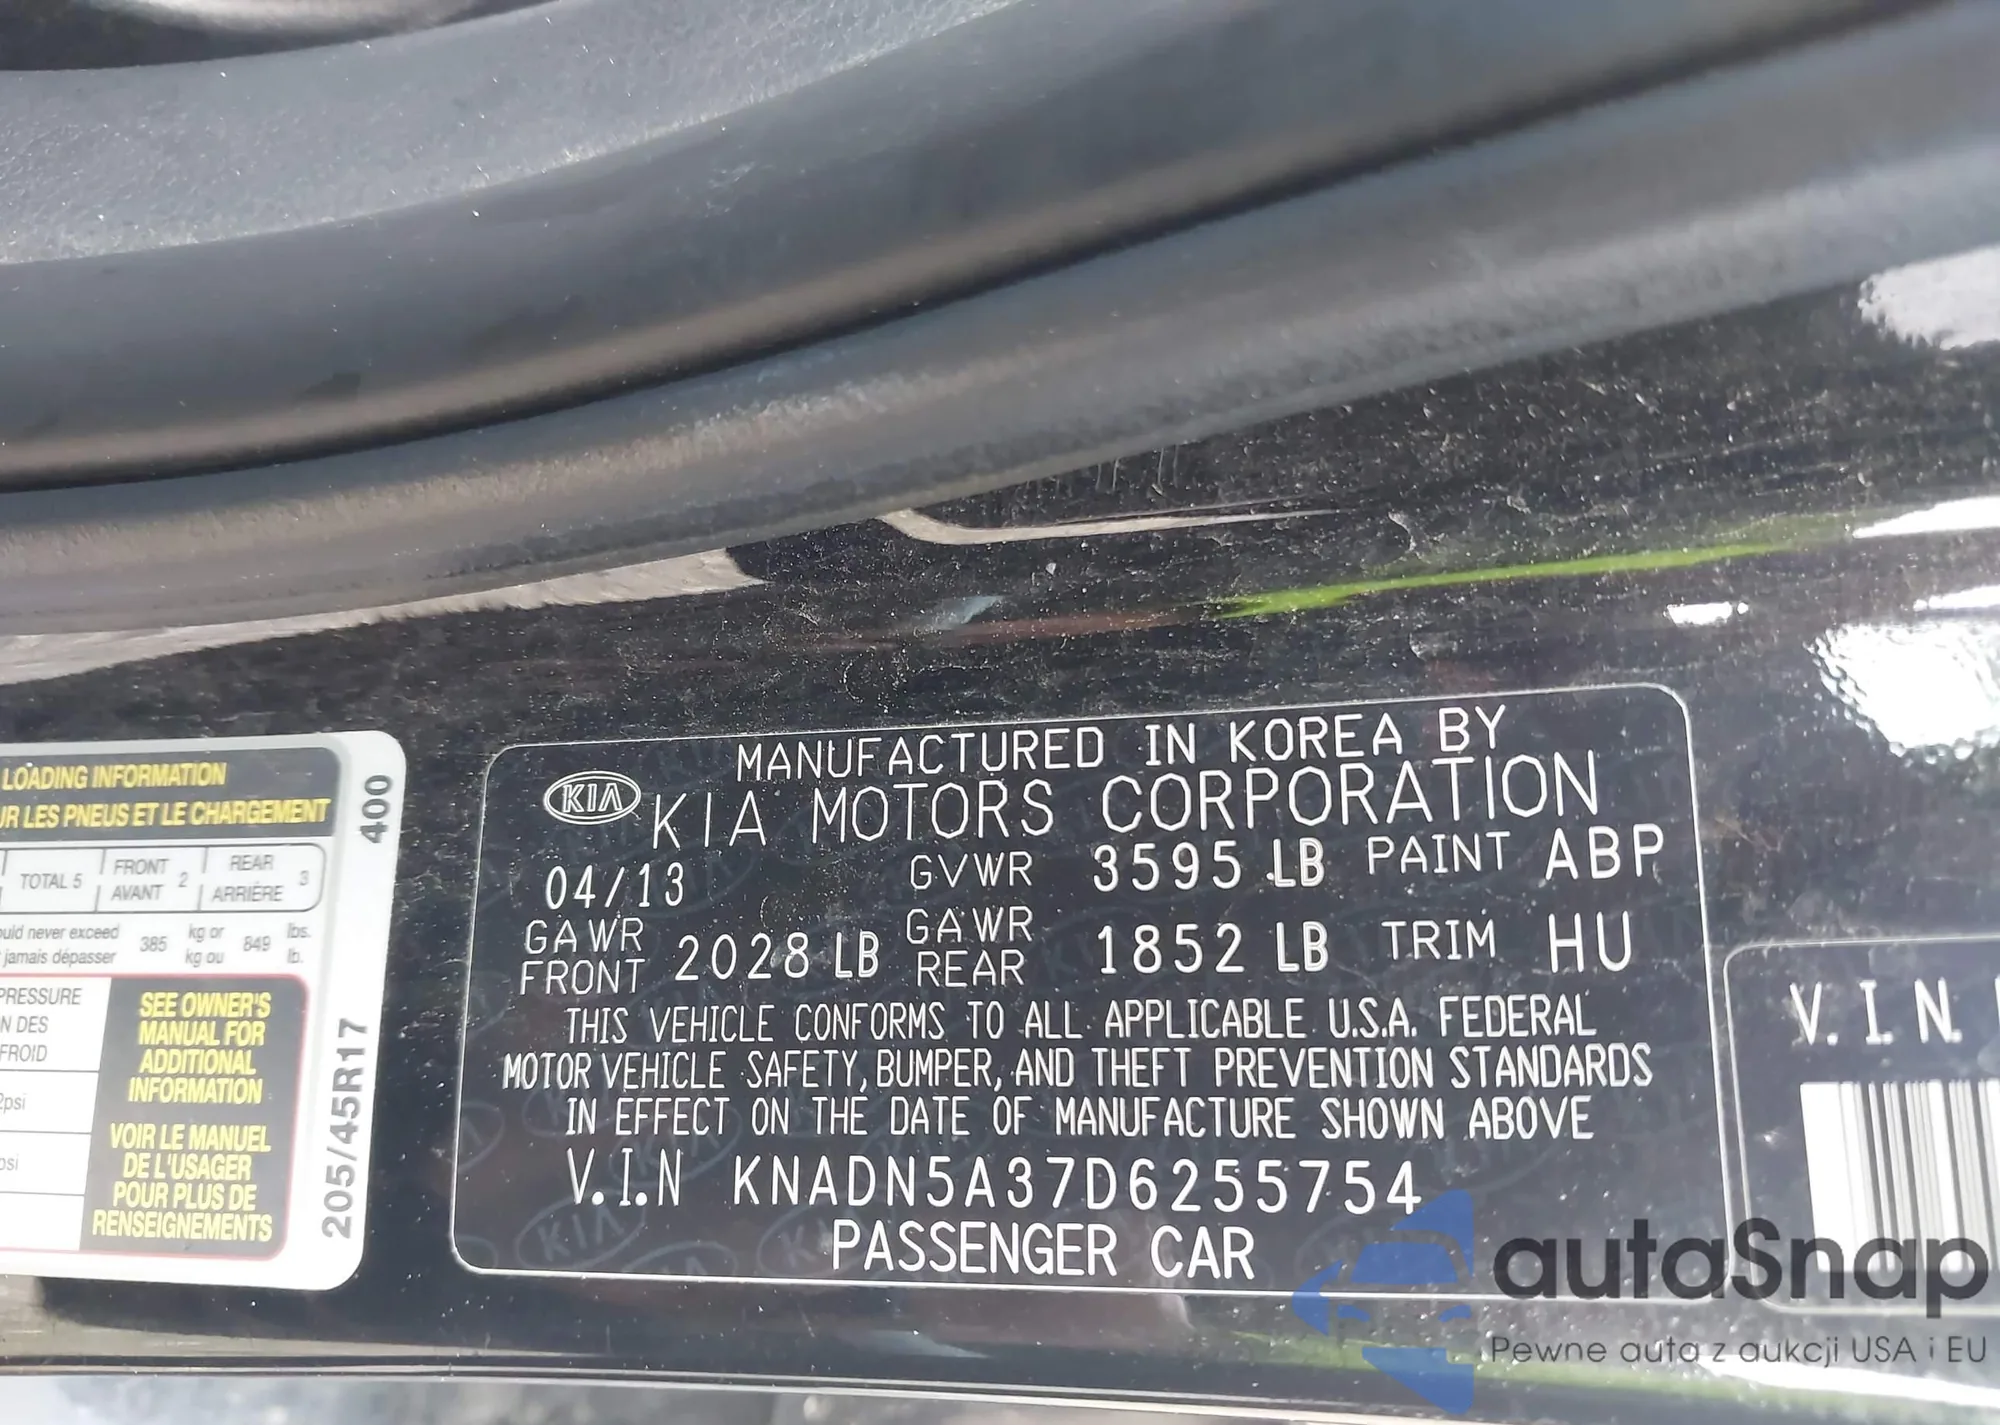 LOADING INFORMATION
UR LES PNEUS ET LE CHARGEMENT
TOTAL 5
FRONT
AVANT
2
REAR
ARRIÈRE
3
never exceed
jamais dépasser
385
kg or
kg ou
849
lbs.
lb.
PRESSURE
N DES
FROID
2psi
psi
SEE OWNER'S
MANUAL FOR
ADDITIONAL
INFORMATION
VOIR LE MANUEL
DE L'USAGER
POUR PLUS DE
RENSEIGNEMENTS
400
205/45R17
MANUFACTURED IN KOREA BY
KIA KIA MOTORS CORPORATION
04/13 GVWR 3595 LB PAINT ABP
GAWR FRONT 2028 LB GAWR REAR 1852 LB TRIM HU
THIS VEHICLE CONFORMS TO ALL APPLICABLE U.S.A. FEDERAL
MOTOR VEHICLE SAFETY, BUMPER, AND THEFT PREVENTION STANDARDS
IN EFFECT ON THE DATE OF MANUFACTURE SHOWN ABOVE
V.I.N KNADN5A37D6255754
PASSENGER CAR
V.I.N.
autaSnap
Pewne auta z aukcji USA i EU